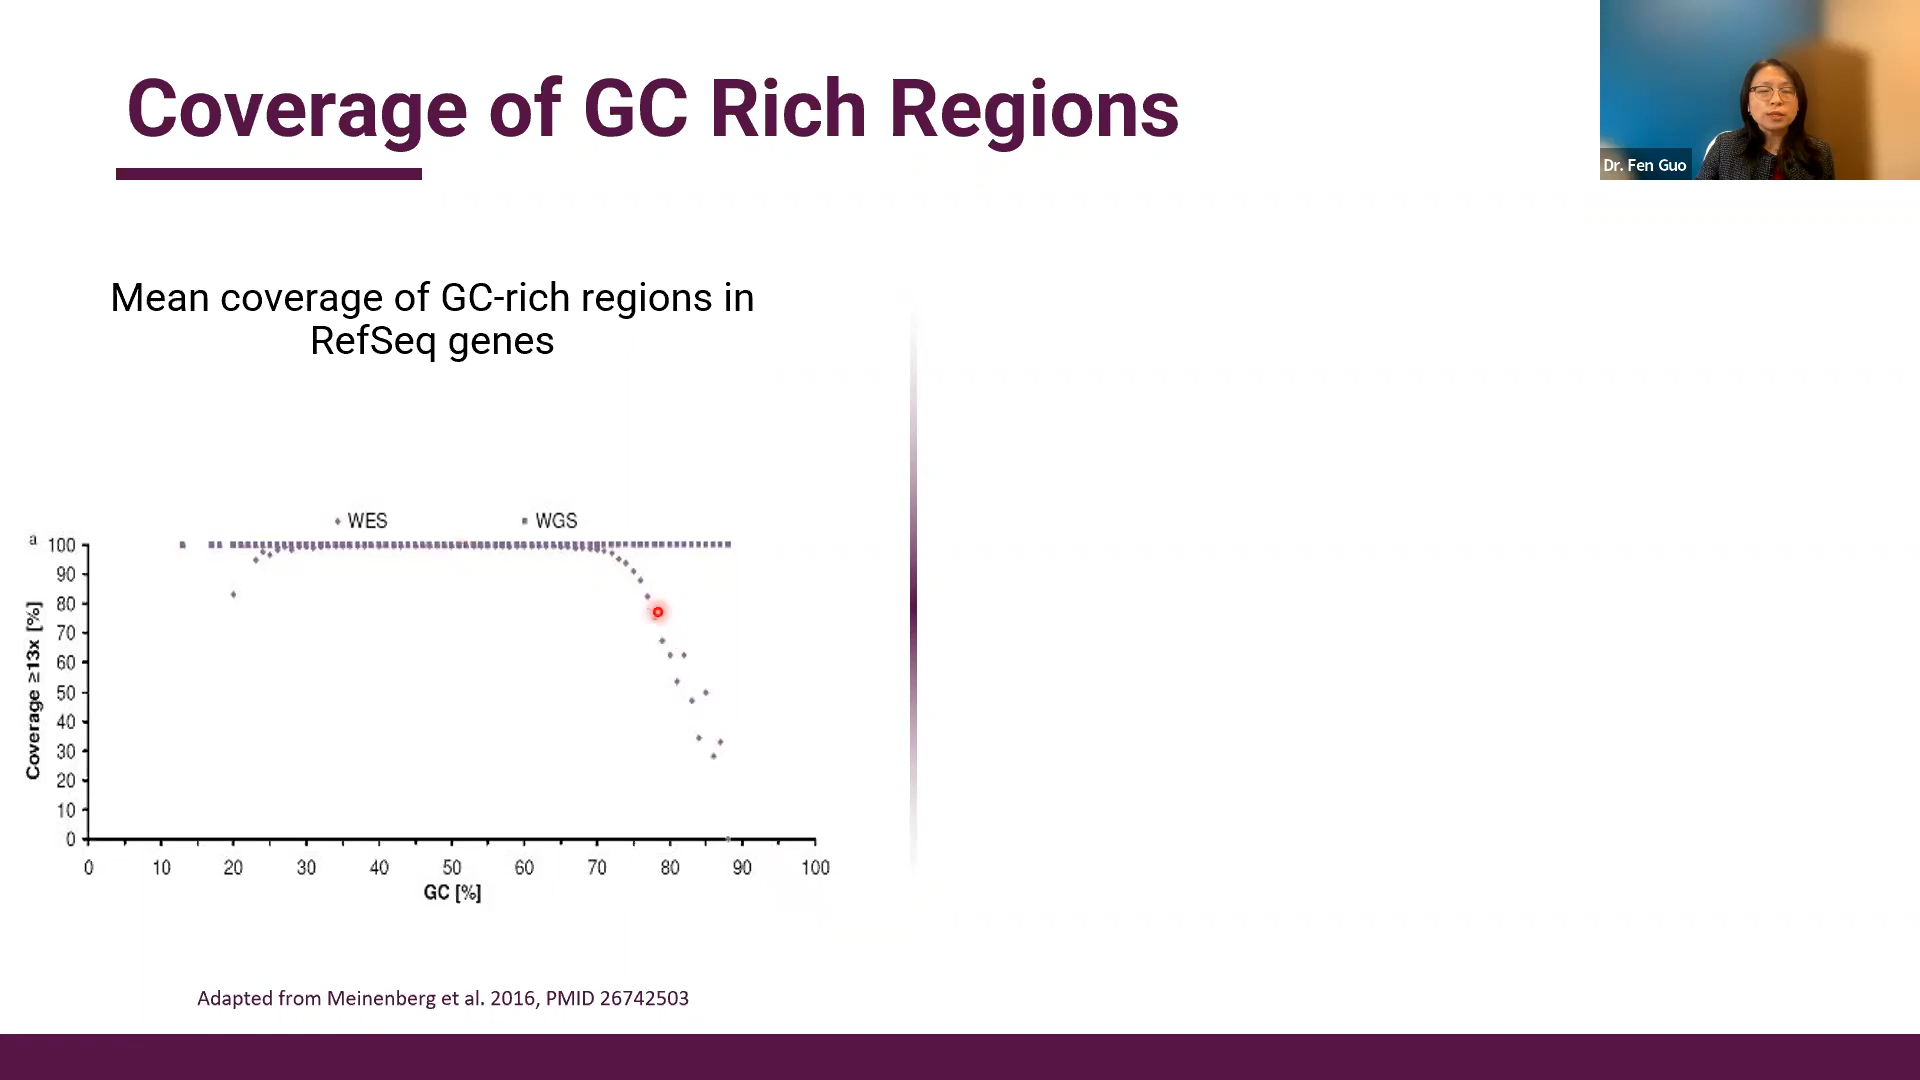 Coverage of GC Rich Regions
Dr. Fen Guo
Mean coverage of GC-rich regions in
RefSeq genes
WES
WGS
a
100
90
80
70
60
50
40
30
20
10
0
Coverage ≥13x [%]
0 10 20 30 40 50 60 70 80 90 100
GC [%]
Adapted from Meinenberg et al. 2016, PMID 26742503